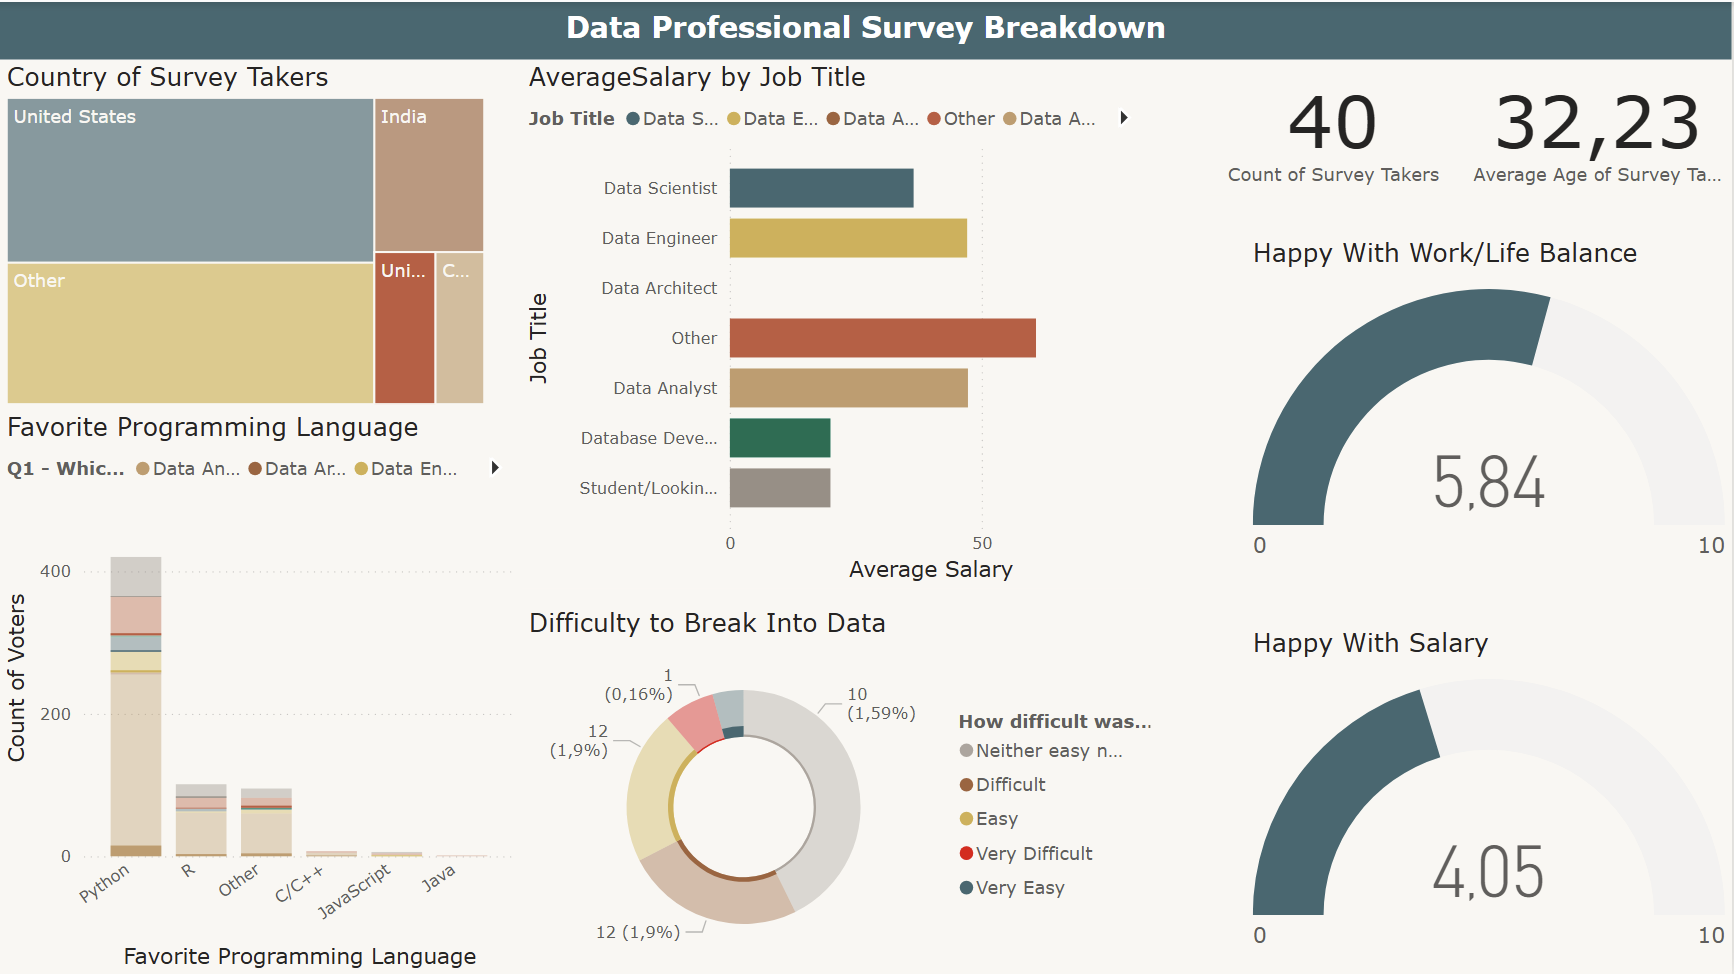 Data Professional Survey Breakdown
Country of Survey Takers
United States
India
Other
Uni...
C...
Favorite Programming Language
Q1 - Whic... Data An... Data Ar... Data En...
Count of Voters
400
200
0
Python
R
Other
C/C++
JavaScript
Java
Favorite Programming Language
AverageSalary by Job Title
Job Title Data S... Data E... Data A... Other Data A...
Job Title
Data Scientist
Data Engineer
Data Architect
Other
Data Analyst
Database Deve...
Student/Lookin...
0 50
Average Salary
Difficulty to Break Into Data
1
(0,16%)
10
(1,59%)
12
(1,9%)
12 (1,9%)
How difficult was...
Neither easy n...
Difficult
Easy
Very Difficult
Very Easy
40
Count of Survey Takers
32,23
Average Age of Survey Ta...
Happy With Work/Life Balance
5,84
0 10
Happy With Salary
4,05
0 10